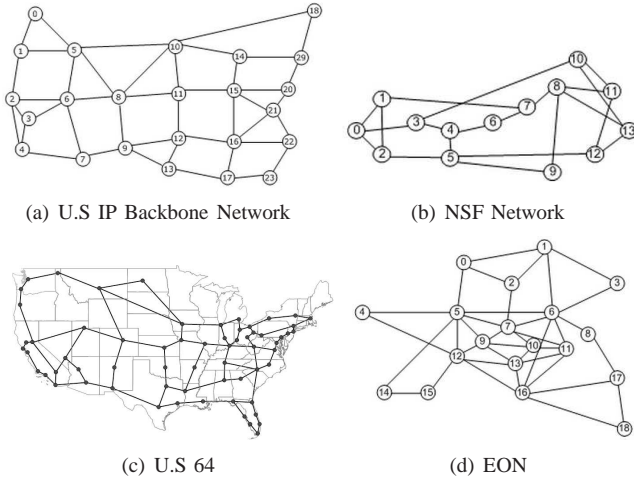 0 18
1 5 10 14 29
2 6 8 11 15 20
3 21
4 7 9 12 16 22
13 17 23
(a) U.S IP Backbone Network
10
8 11
1 7
0 3 4 6 13
2 5 12
9
(b) NSF Network
(c) U.S 64
1
0
2 3
4 5 6
7 8
9 10 11
12 13
17
14 15 16
18
(d) EON